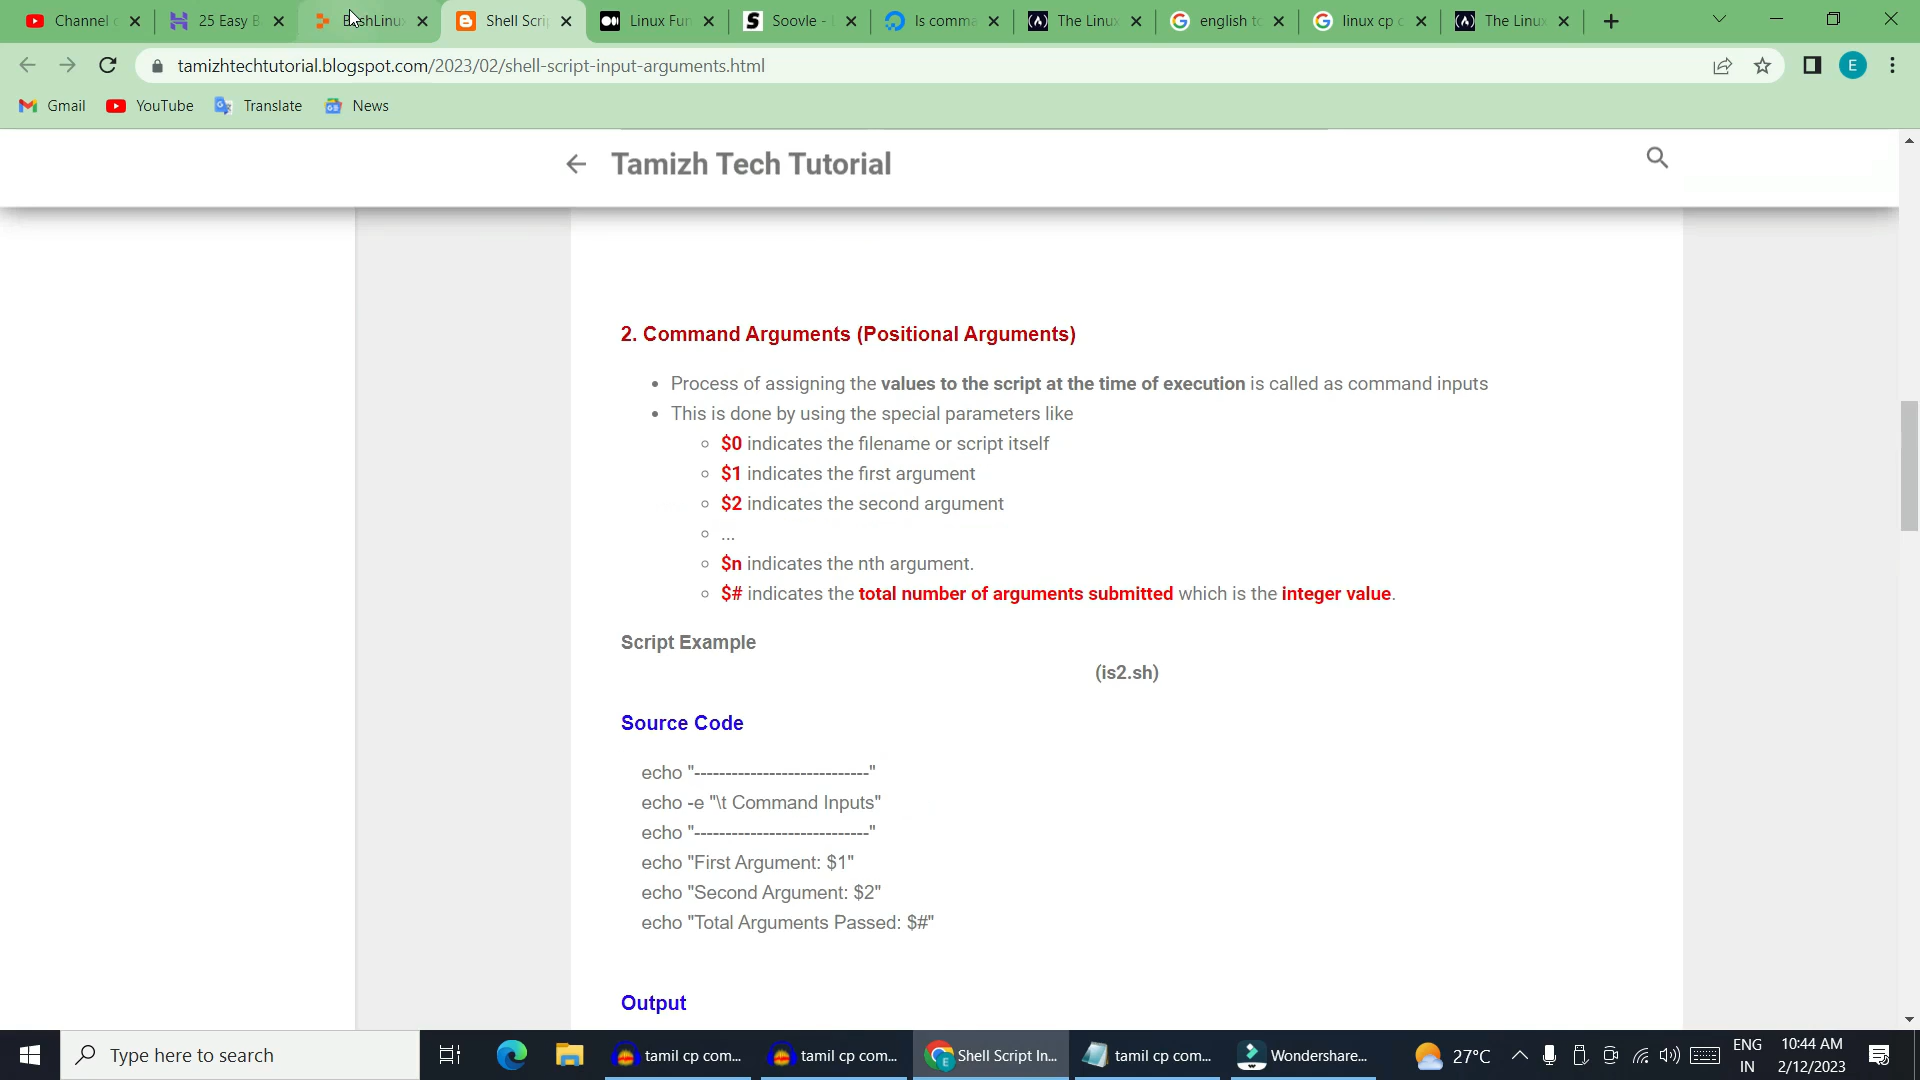 Channel
25 Easy B
BashLinux
Shell Scri
Linux Fun
Soovle -
Is comma
The Linu
english to
linux cp c
The Linu
tamizhtechtutorial.blogspot.com/2023/02/shell-script-input-arguments.html
E
Gmail
YouTube
Translate
News
Tamizh Tech Tutorial
2. Command Arguments (Positional Arguments)
Process of assigning the values to the script at the time of execution is called as command inputs
This is done by using the special parameters like
$0 indicates the filename or script itself
$1 indicates the first argument
$2 indicates the second argument
...
$n indicates the nth argument.
$# indicates the total number of arguments submitted which is the integer value.
Script Example
(is2.sh)
Source Code
echo "----------------------------"
echo -e "\t Command Inputs"
echo "----------------------------"
echo "First Argument: $1"
echo "Second Argument: $2"
echo "Total Arguments Passed: $#"
Output
Type here to search
tamil cp com...
tamil cp com...
Shell Script In...
tamil cp com...
Wondershare...
27°C
ENG
IN
10:44 AM
2/12/2023